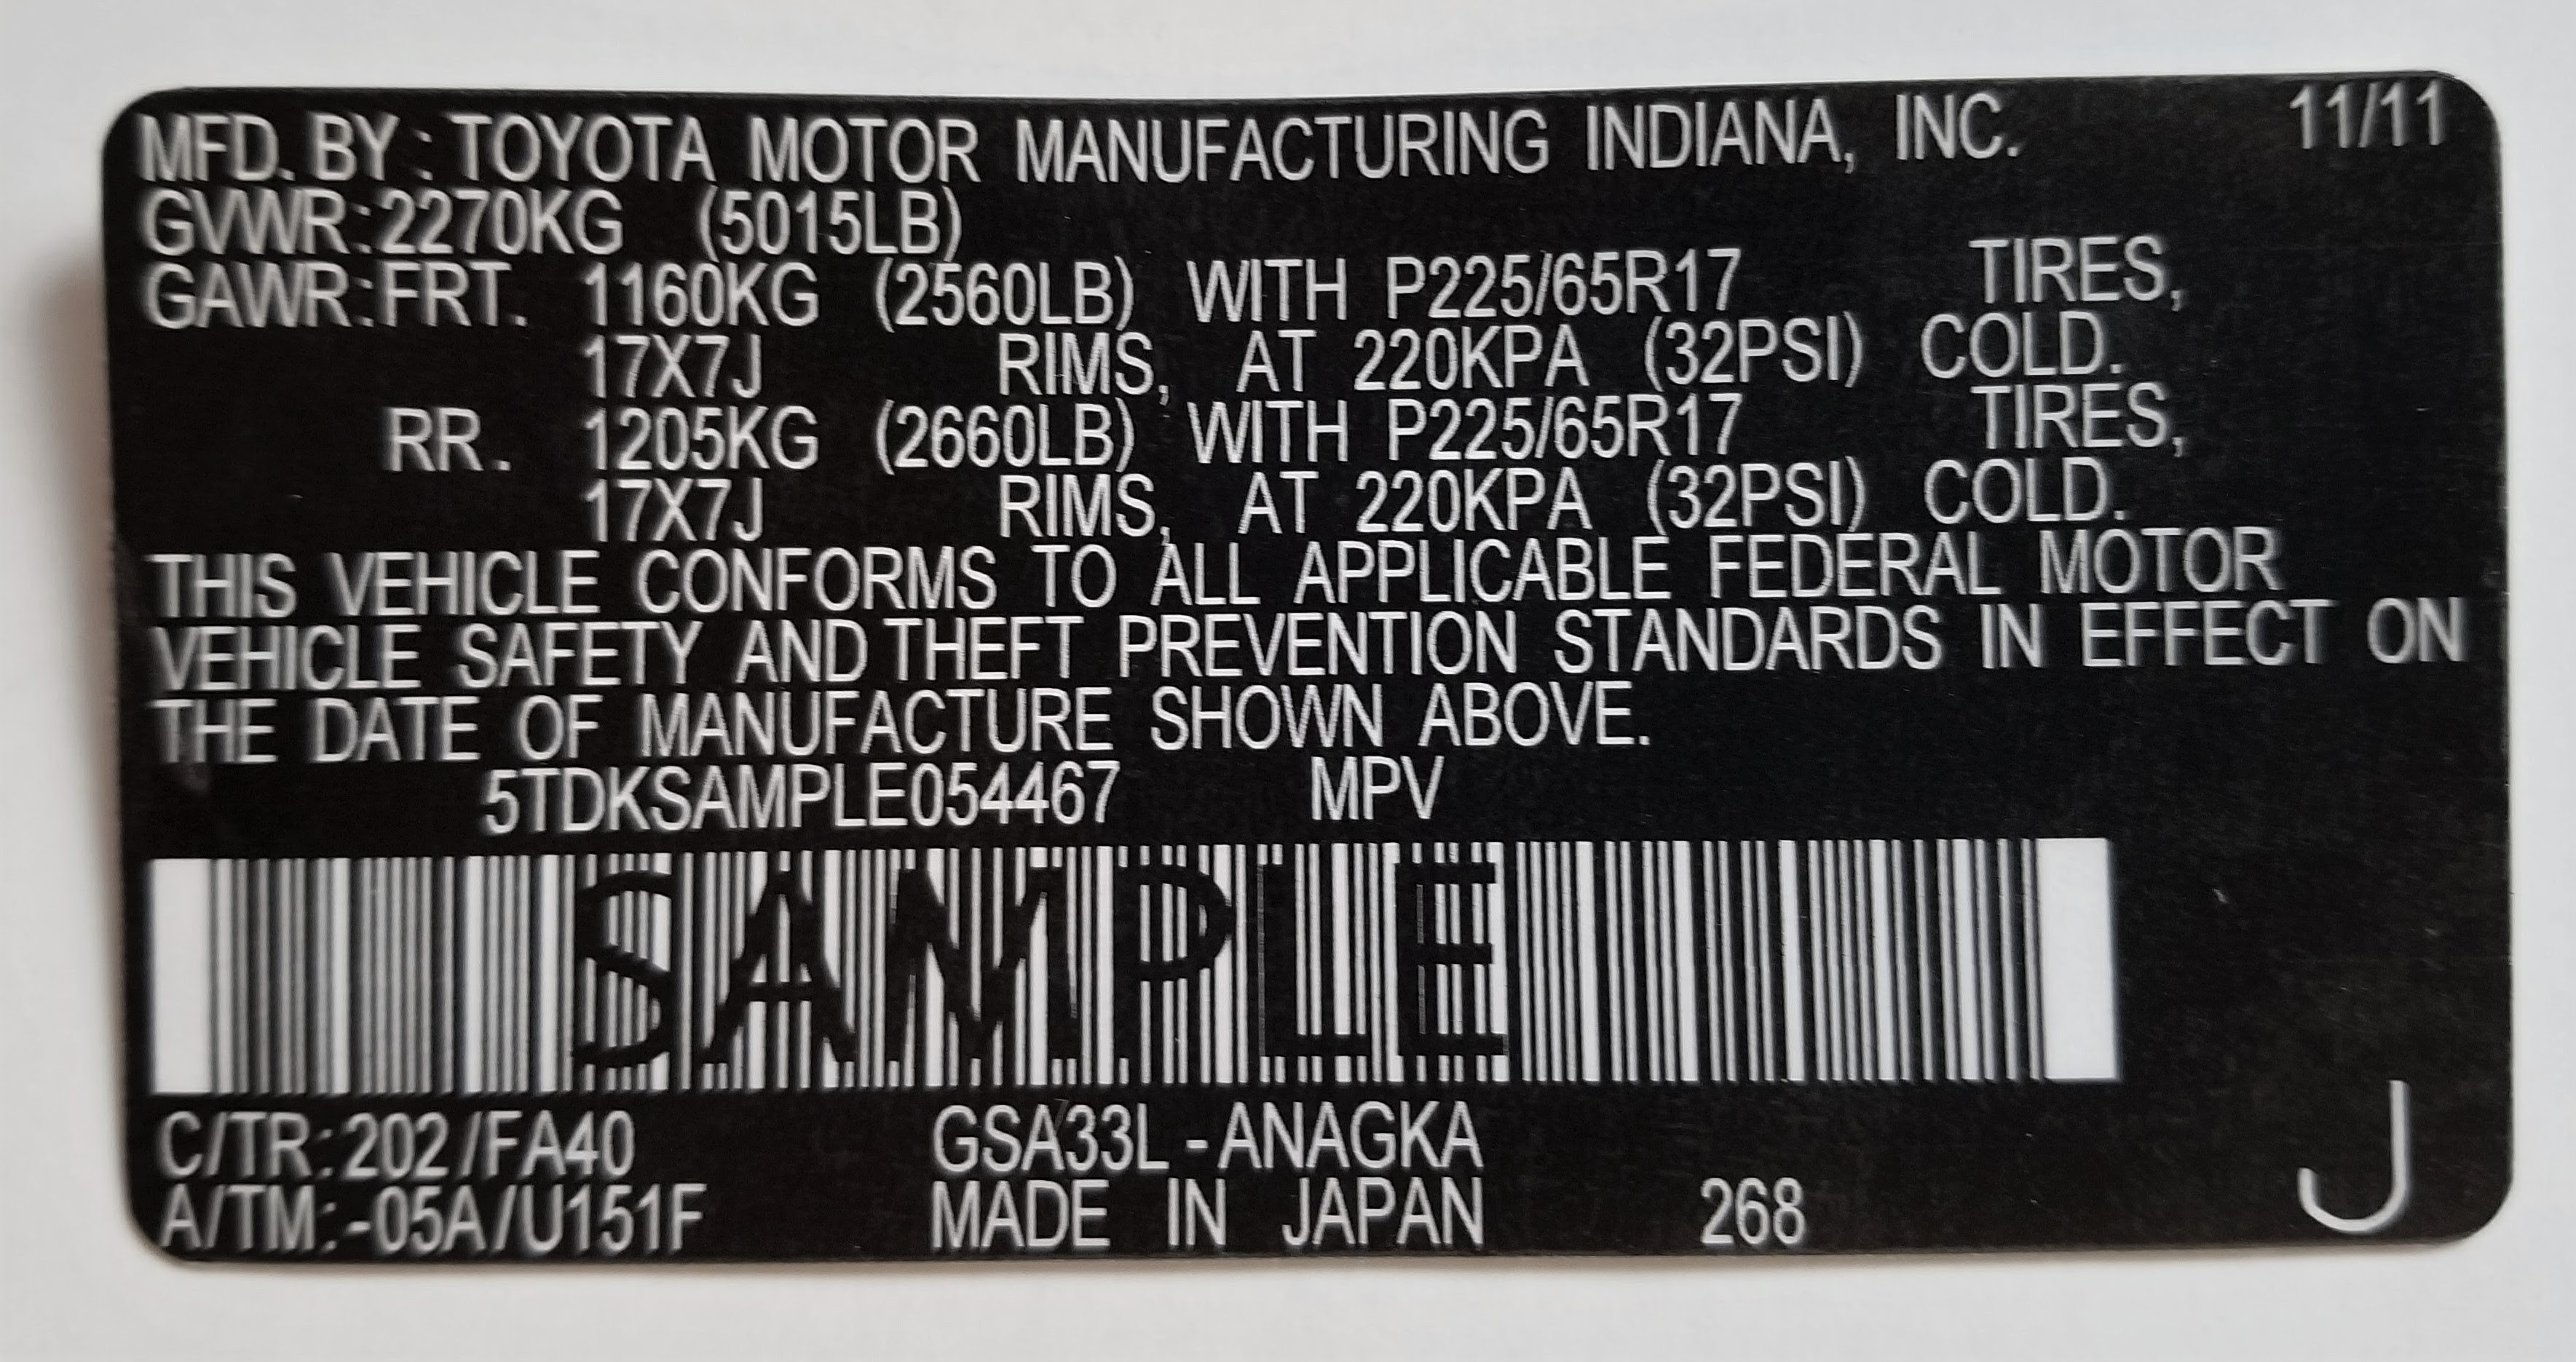 MFD. BY : TOYOTA MOTOR MANUFACTURING INDIANA, INC. 11/11
GVWR:2270KG (5015LB)
GAWR:FRT. 1160KG (2560LB) WITH P225/65R17 TIRES,
17X7J RIMS, AT 220KPA (32PSI) COLD.
RR. 1205KG (2660LB) WITH P225/65R17 TIRES,
17X7J RIMS, AT 220KPA (32PSI) COLD.
THIS VEHICLE CONFORMS TO ALL APPLICABLE FEDERAL MOTOR
VEHICLE SAFETY AND THEFT PREVENTION STANDARDS IN EFFECT ON
THE DATE OF MANUFACTURE SHOWN ABOVE.
5TDKSAMPLE054467 MPV
SAMPLE
C/TR:202/FA40 GSA33L-ANAGKA
A/TM:-05A/U151F MADE IN JAPAN 268 J